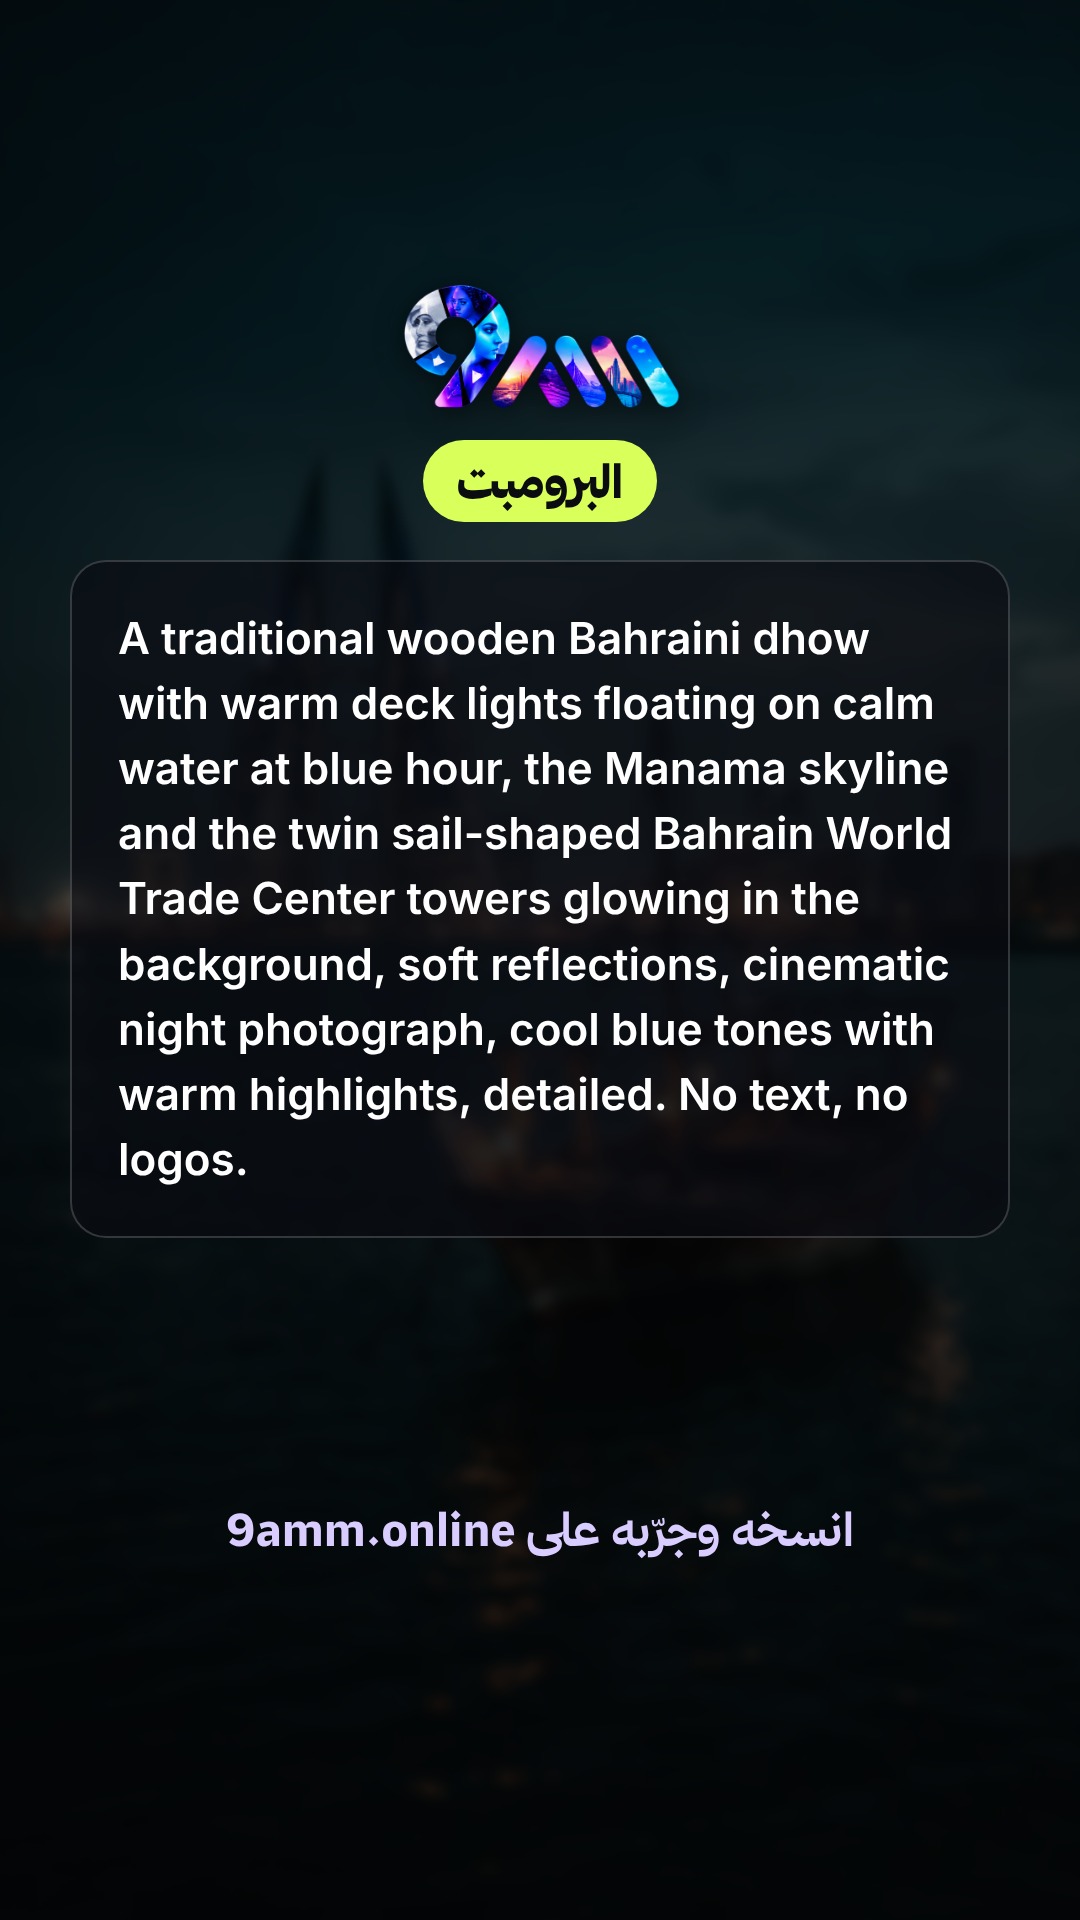 9amm
البرومبت
A traditional wooden Bahraini dhow
with warm deck lights floating on calm
water at blue hour, the Manama skyline
and the twin sail-shaped Bahrain World
Trade Center towers glowing in the
background, soft reflections, cinematic
night photograph, cool blue tones with
warm highlights, detailed. No text, no
logos.
انسخه وجرّبه على 9amm.online